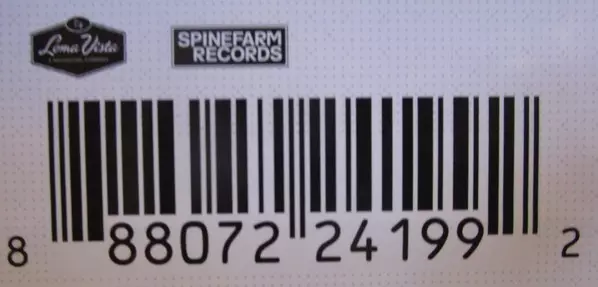 Loma Vista
SPINEFARM
RECORDS
8 88072 24199 2